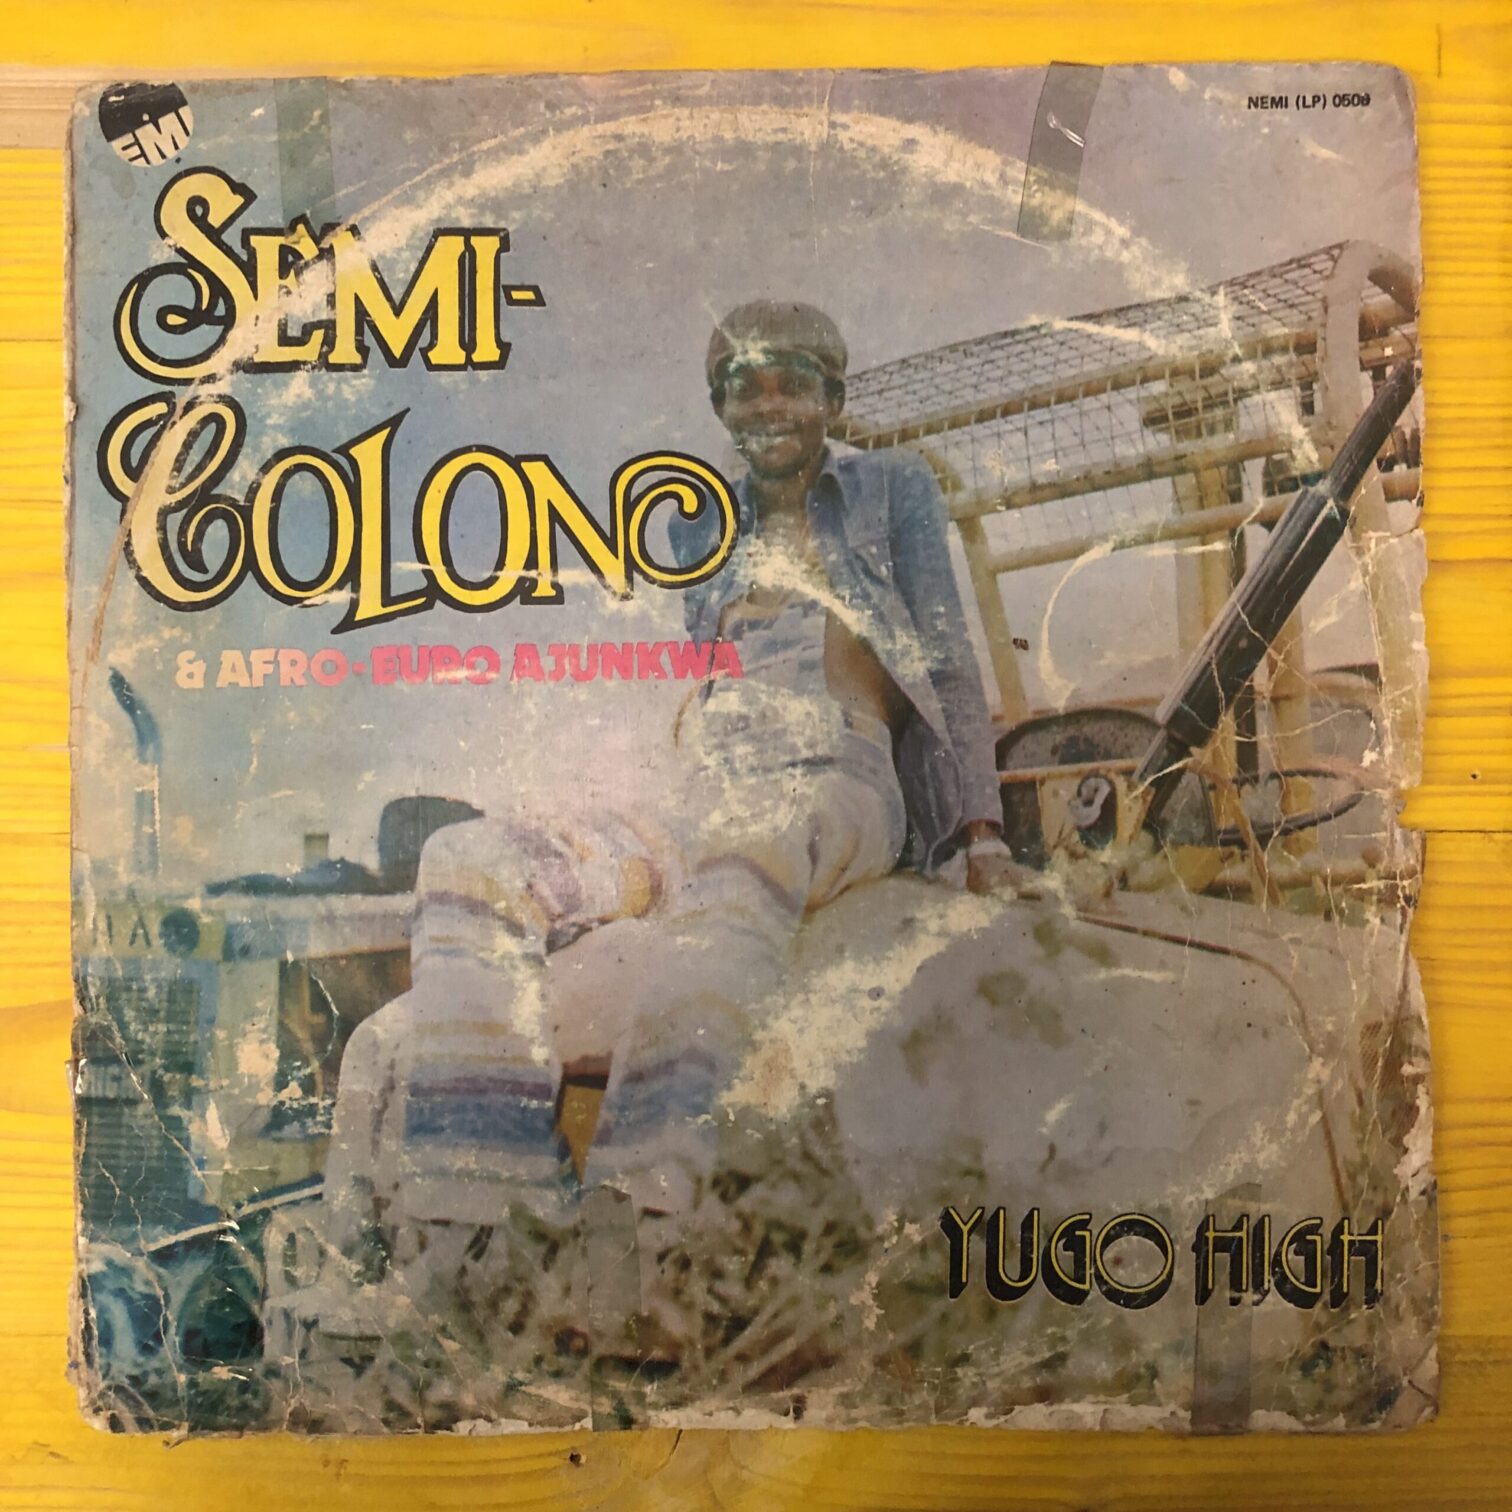 EMI
NEMI (LP) 0509
SEMI-
COLON
& AFRO-EURO AJUNKWA
YUGO HIGH